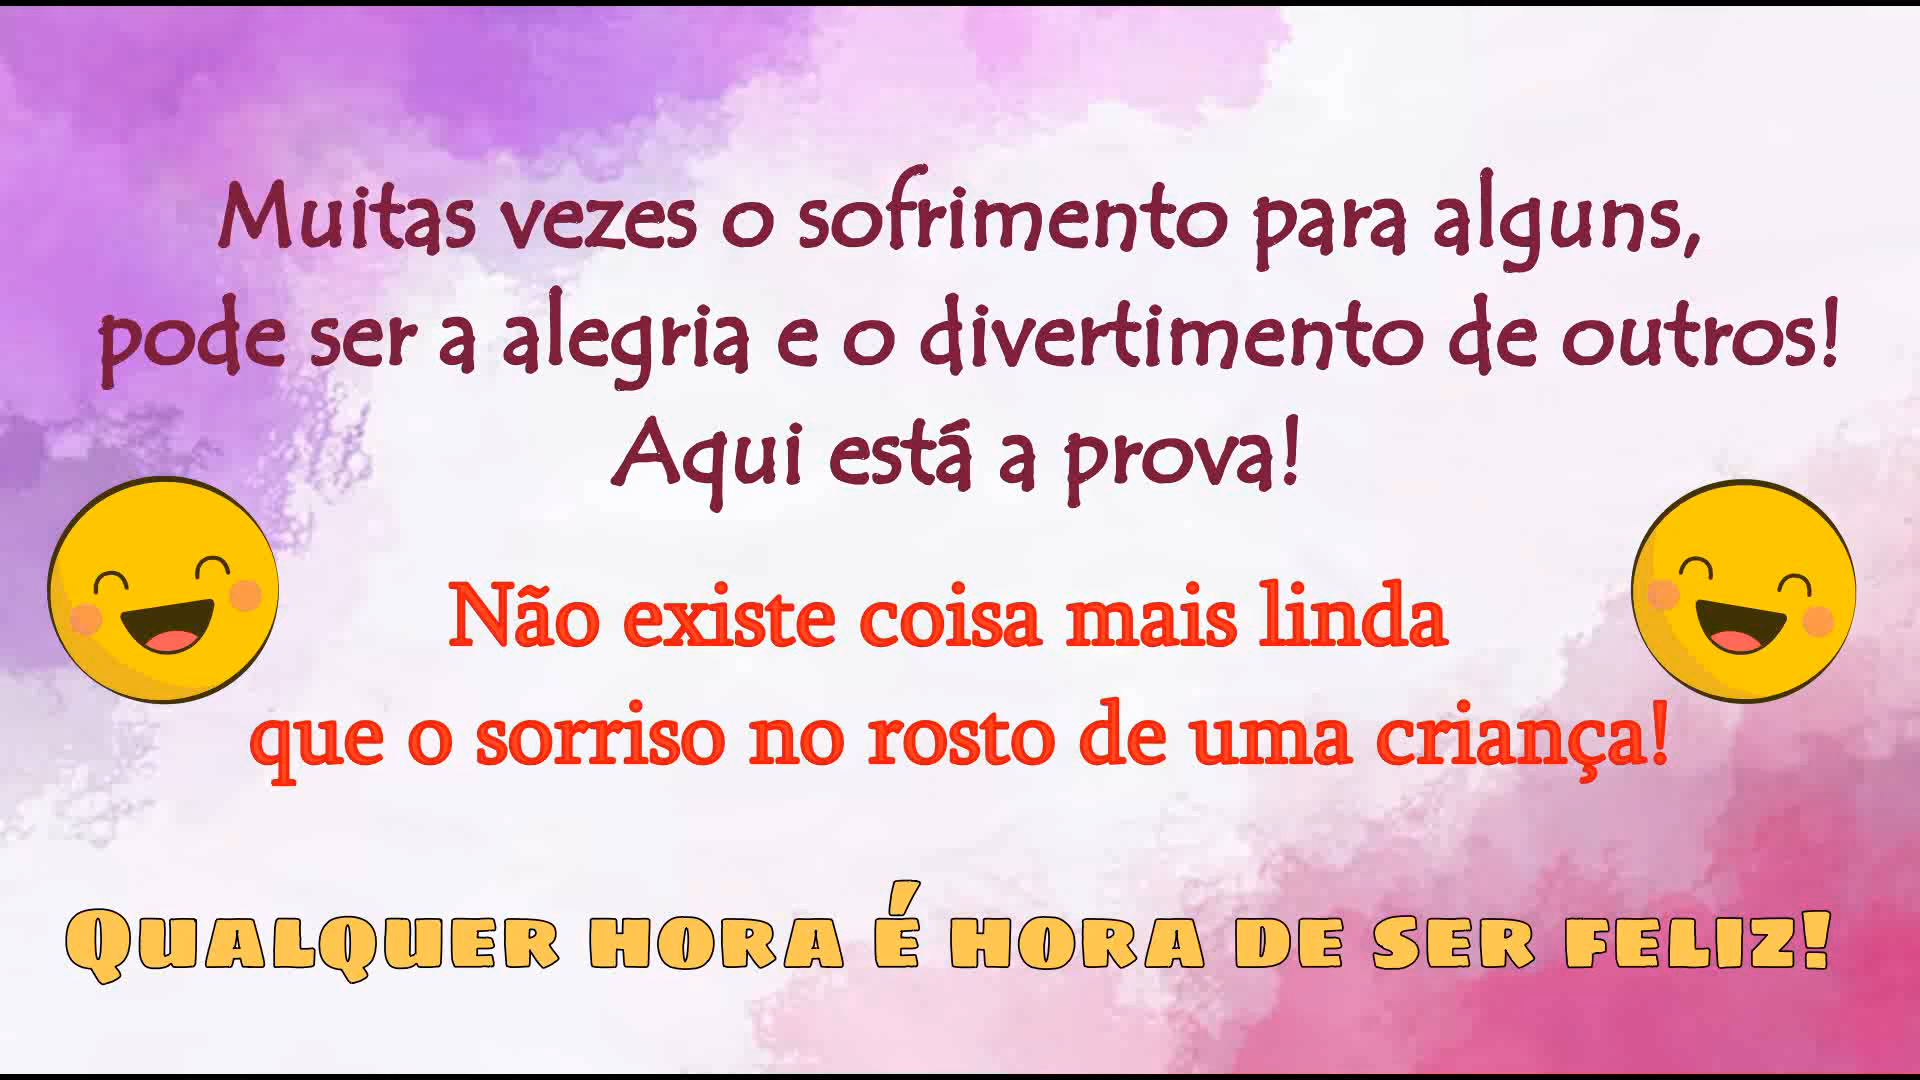 Muitas vezes o sofrimento para alguns,
pode ser a alegria e o divertimento de outros!
Aqui está a prova!
Não existe coisa mais linda
que o sorriso no rosto de uma criança!
Qualquer hora é hora de ser feliz!